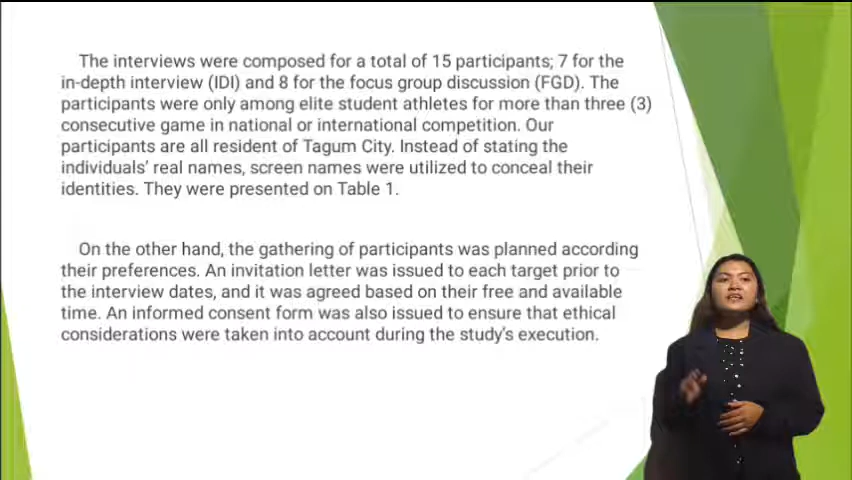 The interviews were composed for a total of 15 participants; 7 for the
in-depth interview (IDI) and 8 for the focus group discussion (FGD). The
participants were only among elite student athletes for more than three (3)
consecutive game in national or international competition. Our
participants are all resident of Tagum City. Instead of stating the
individuals' real names, screen names were utilized to conceal their
identities. They were presented on Table 1.
On the other hand, the gathering of participants was planned according
their preferences. An invitation letter was issued to each target prior to
the interview dates, and it was agreed based on their free and available
time. An informed consent form was also issued to ensure that ethical
considerations were taken into account during the study's execution.